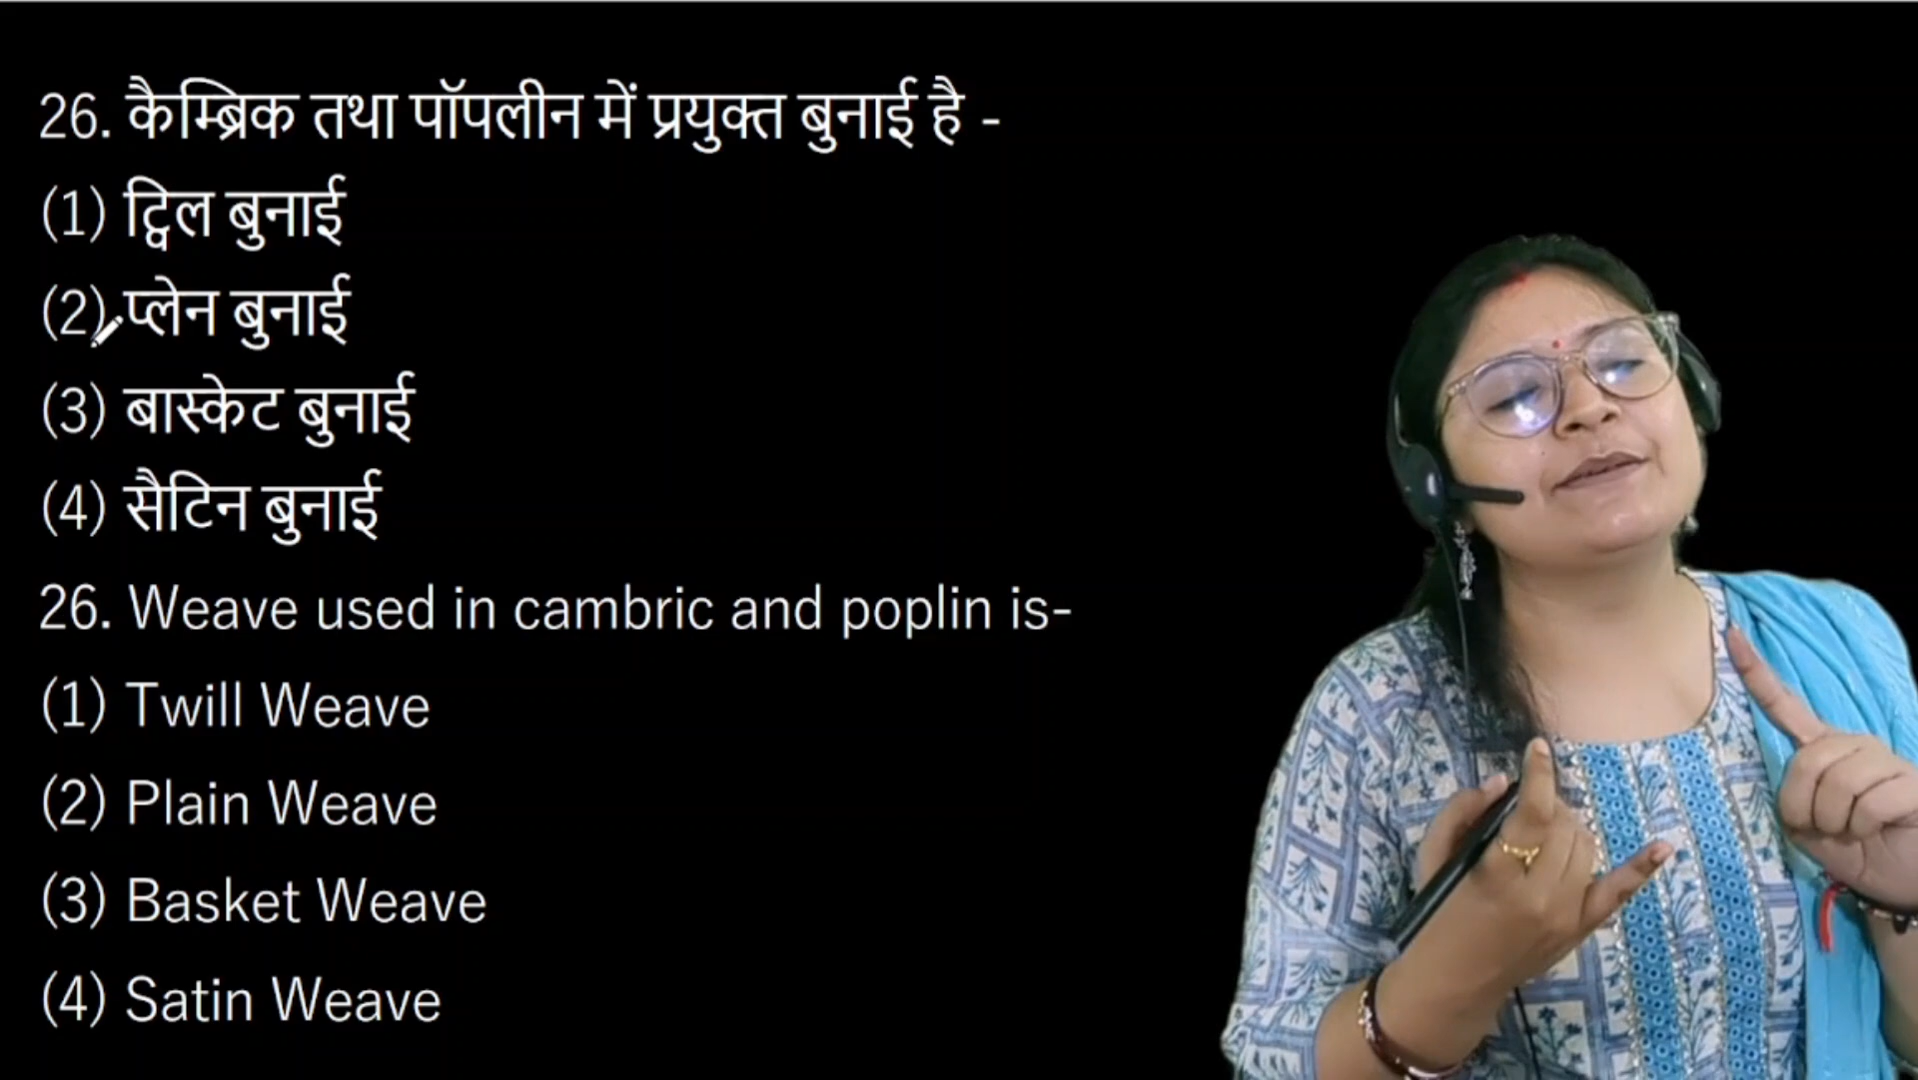 26. कैम्ब्रिक तथा पॉपलीन में प्रयुक्त बुनाई है -
(1) ट्विल बुनाई
(2) प्लेन बुनाई
(3) बास्केट बुनाई
(4) सैटिन बुनाई
26. Weave used in cambric and poplin is-
(1) Twill Weave
(2) Plain Weave
(3) Basket Weave
(4) Satin Weave